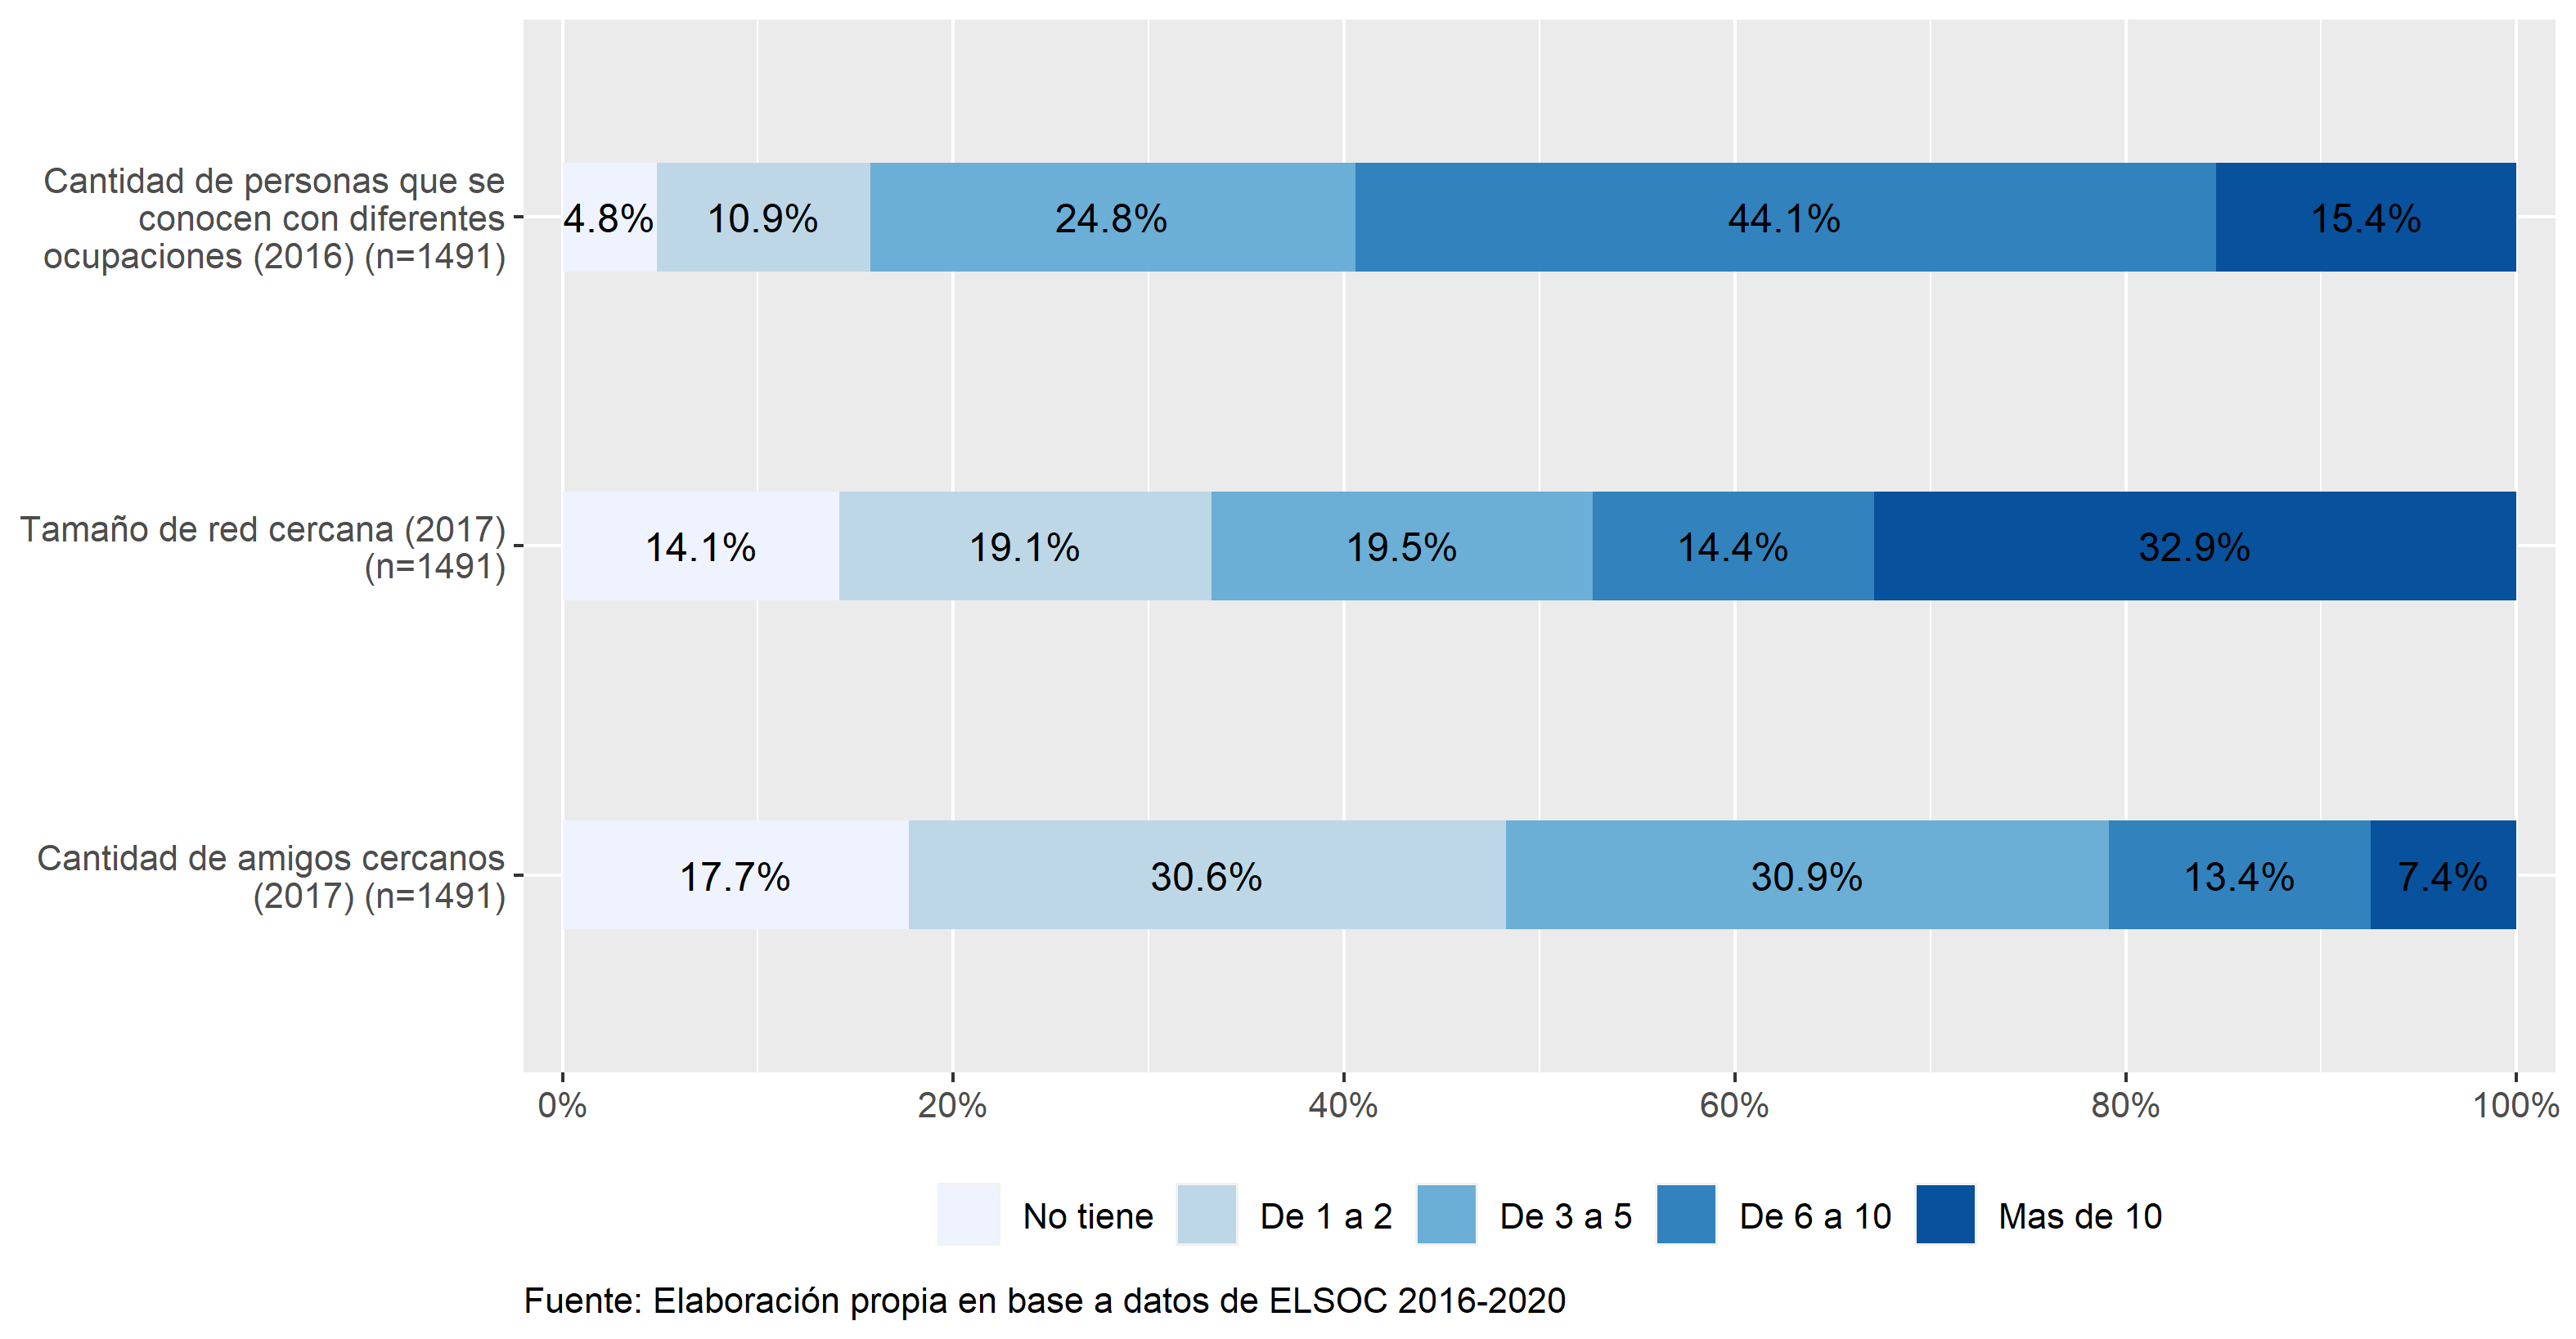 Cantidad de personas que se
conocen con diferentes
ocupaciones (2016) (n=1491)
4.8% 10.9% 24.8% 44.1% 15.4%
Tamaño de red cercana (2017)
(n=1491)
14.1% 19.1% 19.5% 14.4% 32.9%
Cantidad de amigos cercanos
(2017) (n=1491)
17.7% 30.6% 30.9% 13.4% 7.4%
0% 20% 40% 60% 80% 100%
No tiene De 1 a 2 De 3 a 5 De 6 a 10 Mas de 10
Fuente: Elaboración propia en base a datos de ELSOC 2016-2020